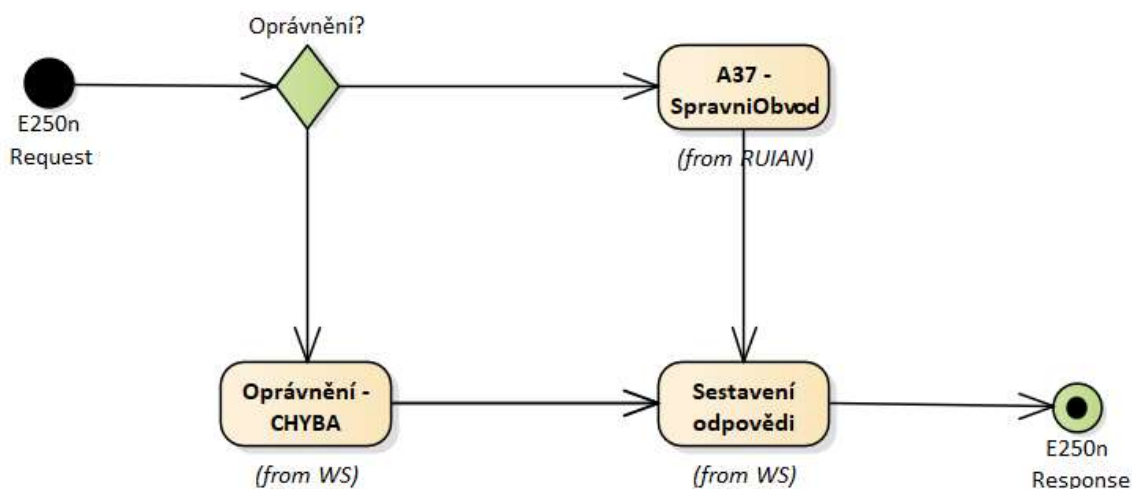 Oprávnění?
E250n
Request
A37 -
SpravniObvod
(from RUIAN)
Oprávnění -
CHYBA
(from WS)
Sestavení
odpovědi
(from WS)
E250n
Response